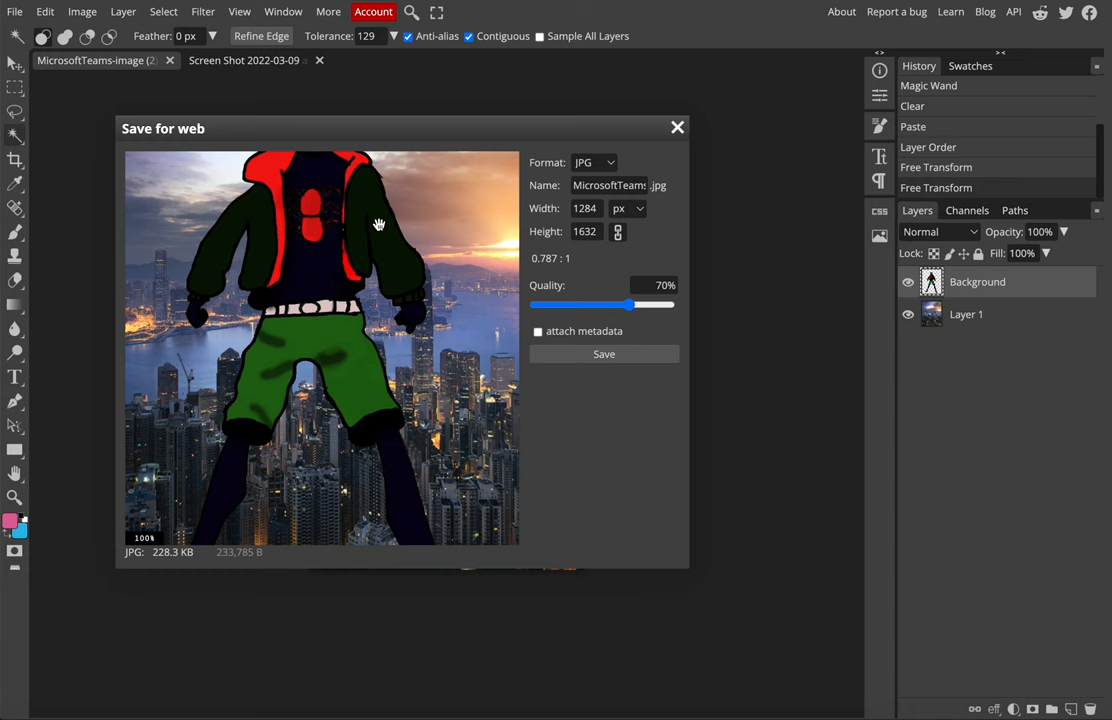 File Edit Image Layer Select Filter View Window More Account About Report a bug Learn Blog API
Feather: 0 px Refine Edge Tolerance: 129 Anti-alias Contiguous Sample All Layers
MicrosoftTeams-image (2) Screen Shot 2022-03-09
History Swatches
Magic Wand
Clear
Paste
Layer Order
Free Transform
Free Transform
Layers Channels Paths
Normal Opacity: 100%
Lock: Fill: 100%
Background
Layer 1
Save for web
Format: JPG
Name: MicrosoftTeams .jpg
Width: 1284 px
Height: 1632
0.787 : 1
Quality: 70%
attach metadata
Save
100%
JPG: 228.3 KB 233,785 B
CSS
eff